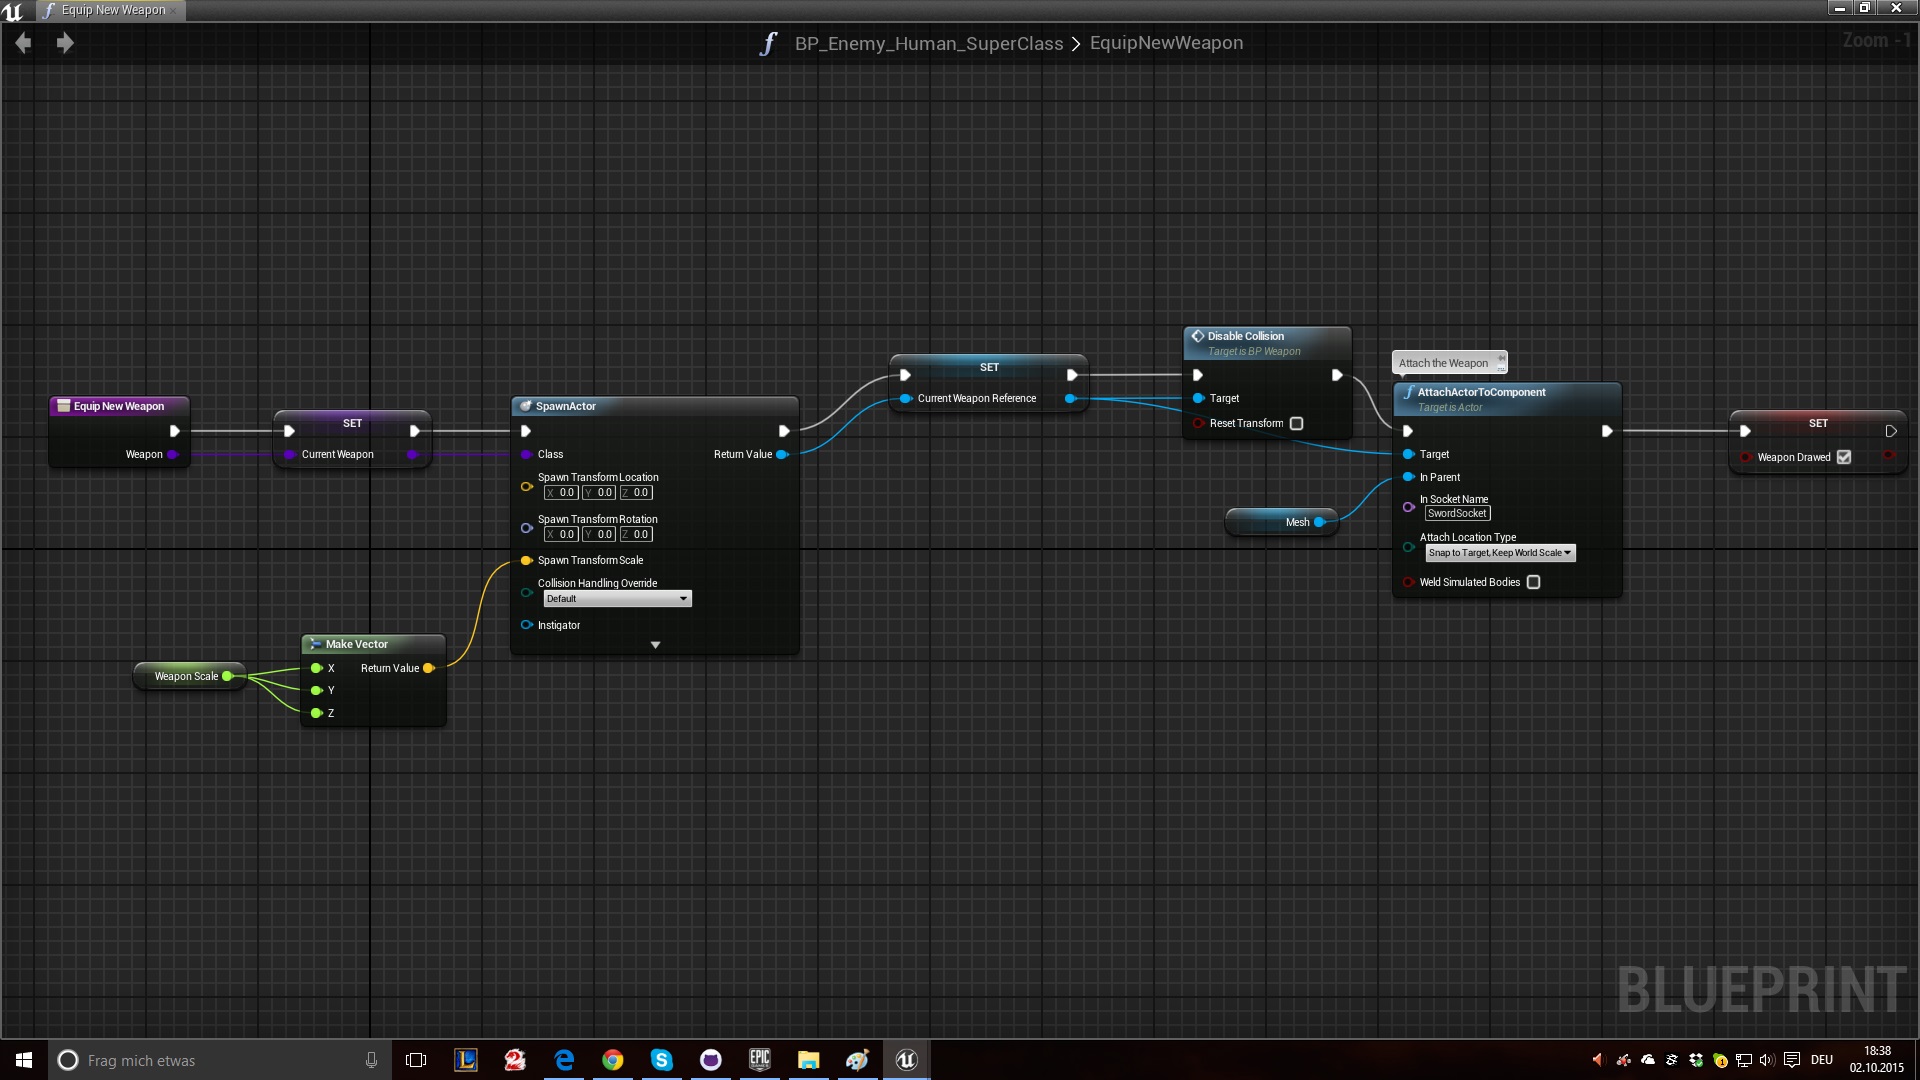 Equip New Weapon
BP_Enemy_Human_SuperClass > EquipNewWeapon
Zoom -1
Equip New Weapon
Weapon
SET
Current Weapon
SpawnActor
Class
Return Value
Spawn Transform Location
X 0.0 Y 0.0 Z 0.0
Spawn Transform Rotation
X 0.0 Y 0.0 Z 0.0
Spawn Transform Scale
Collision Handling Override
Default
Instigator
Weapon Scale
Make Vector
X Return Value
Y
Z
SET
Current Weapon Reference
Disable Collision
Target is BP Weapon
Target
Reset Transform
Mesh
Attach the Weapon
AttachActorToComponent
Target is Actor
Target
In Parent
In Socket Name
SwordSocket
Attach Location Type
Snap to Target, Keep World Scale
Weld Simulated Bodies
SET
Weapon Drawed
BLUEPRINT
Frag mich etwas
EPIC
DEU
18:38
02.10.2015